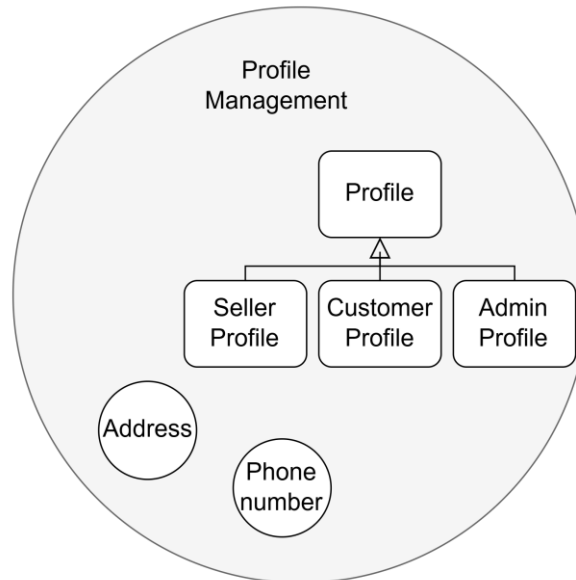 Profile
Management
Profile
Seller
Profile
Customer
Profile
Admin
Profile
Address
Phone
number